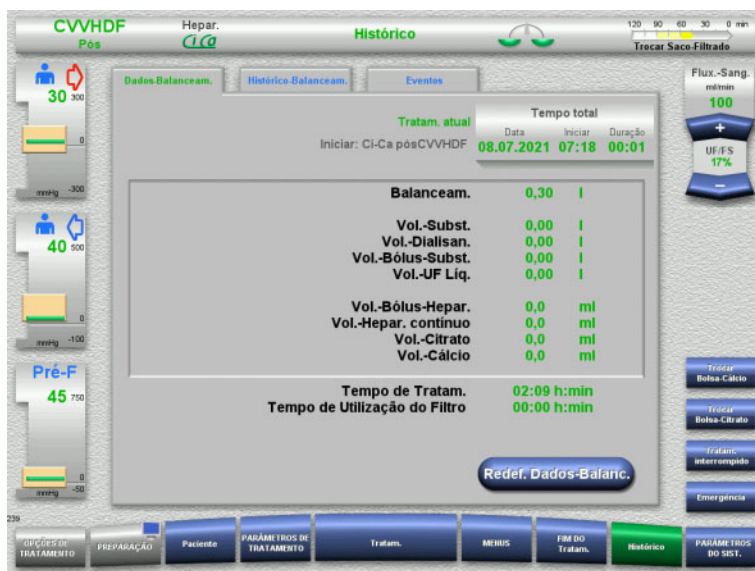 CVVHDF
Pós
Hepar.
Ci Ca
Histórico
120 90 60 30 0 min
Trocar Saco-Filtrado
30 300
0
mmHg -300
40 500
0
mmHg -100
Pré-F
45 750
0
mmHg -50
Dados-Balanceam.
Histórico-Balanceam.
Eventos
Tratam. atual
Iniciar: Ci-Ca pósCVVHDF
Tempo total
Data Iniciar Duração
08.07.2021 07:18 00:01
Balanceam. 0,30 l
Vol.-Subst. 0,00 l
Vol.-Dialisan. 0,00 l
Vol.-Bólus-Subst. 0,00 l
Vol.-UF Líq. 0,00 l
Vol.-Bólus-Hepar. 0,0 ml
Vol.-Hepar. contínuo 0,0 ml
Vol.-Citrato 0,0 ml
Vol.-Cálcio 0,0 ml
Tempo de Tratam. 02:09 h:min
Tempo de Utilização do Filtro 00:00 h:min
Redef. Dados-Balanc.
Flux.-Sang.
ml/min
100
+
UF/FS
17%
–
Trocar
Bolsa-Cálcio
Trocar
Bolsa-Citrato
Tratam.
interrompido
Emergência
239
OPÇÕES DE
TRATAMENTO
PREPARAÇÃO
Paciente
PARÂMETROS DE
TRATAMENTO
Tratam.
MENUS
FIM DO
Tratam.
Histórico
PARÂMETROS
DO SIST.